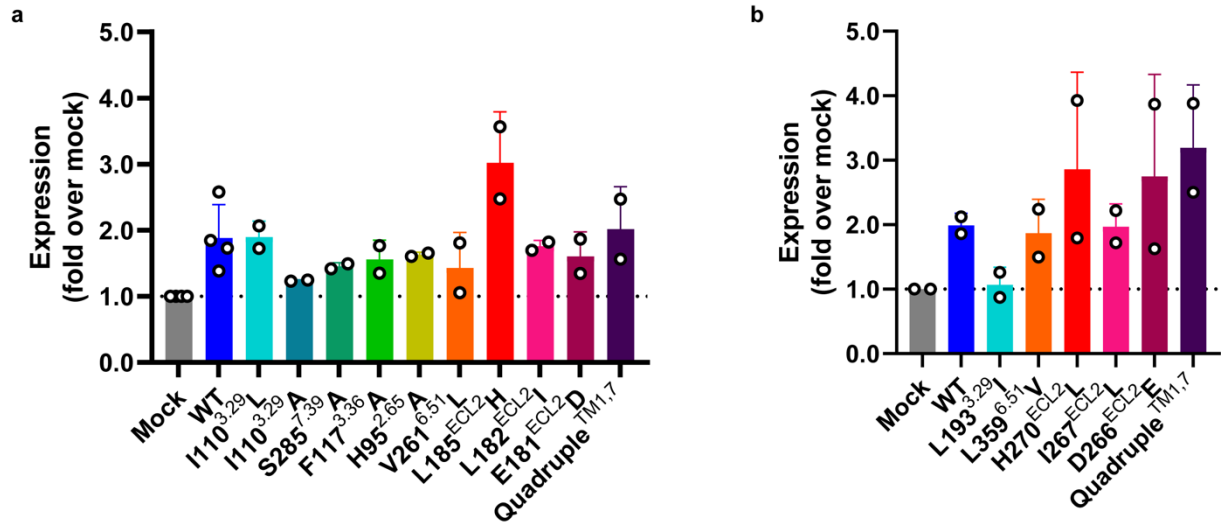 a
Expression
(fold over mock)
5.0
4.0
3.0
2.0
1.0
0.0
Mock
WT
I110^3.29 L
I110^3.29 A
S285^7.39 A
F117^3.36 A
H95^2.65 A
V261^6.51 L
L185^ECL2 H
L182^ECL2 I
E181^ECL2 D
Quadruple^TM1,7
b
Expression
(fold over mock)
5.0
4.0
3.0
2.0
1.0
0.0
Mock
WT
L193^3.29 I
L359^6.51 V
H270^ECL2 L
I267^ECL2 L
D266^ECL2 E
Quadruple^TM1,7